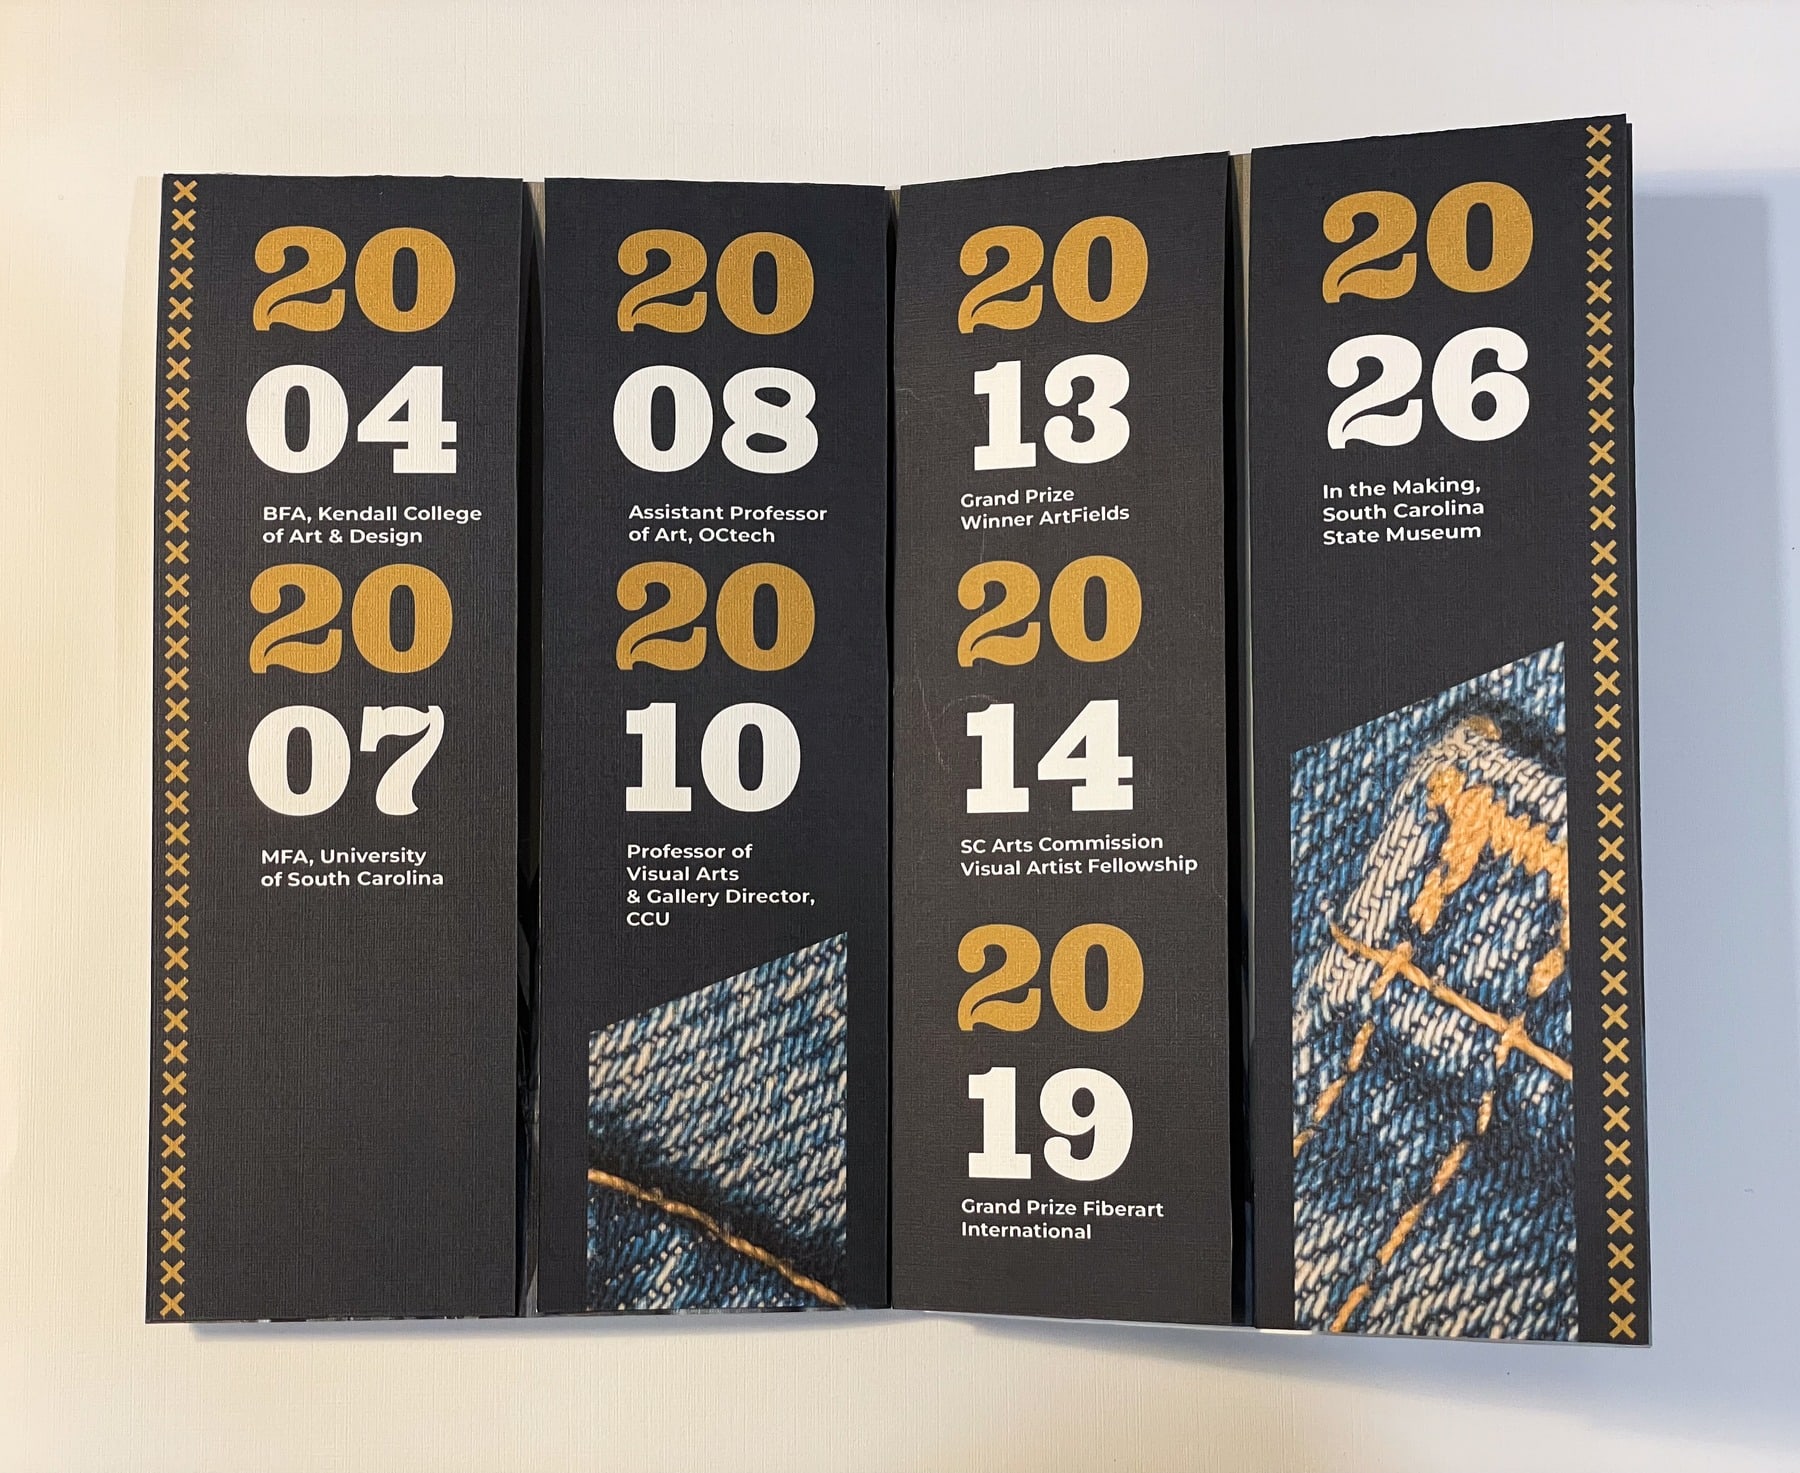 20
04
BFA, Kendall College
of Art & Design
20
07
MFA, University
of South Carolina
20
08
Assistant Professor
of Art, OCtech
20
10
Professor of
Visual Arts
& Gallery Director,
CCU
20
13
Grand Prize
Winner ArtFields
20
14
SC Arts Commission
Visual Artist Fellowship
20
19
Grand Prize Fiberart
International
20
26
In the Making,
South Carolina
State Museum